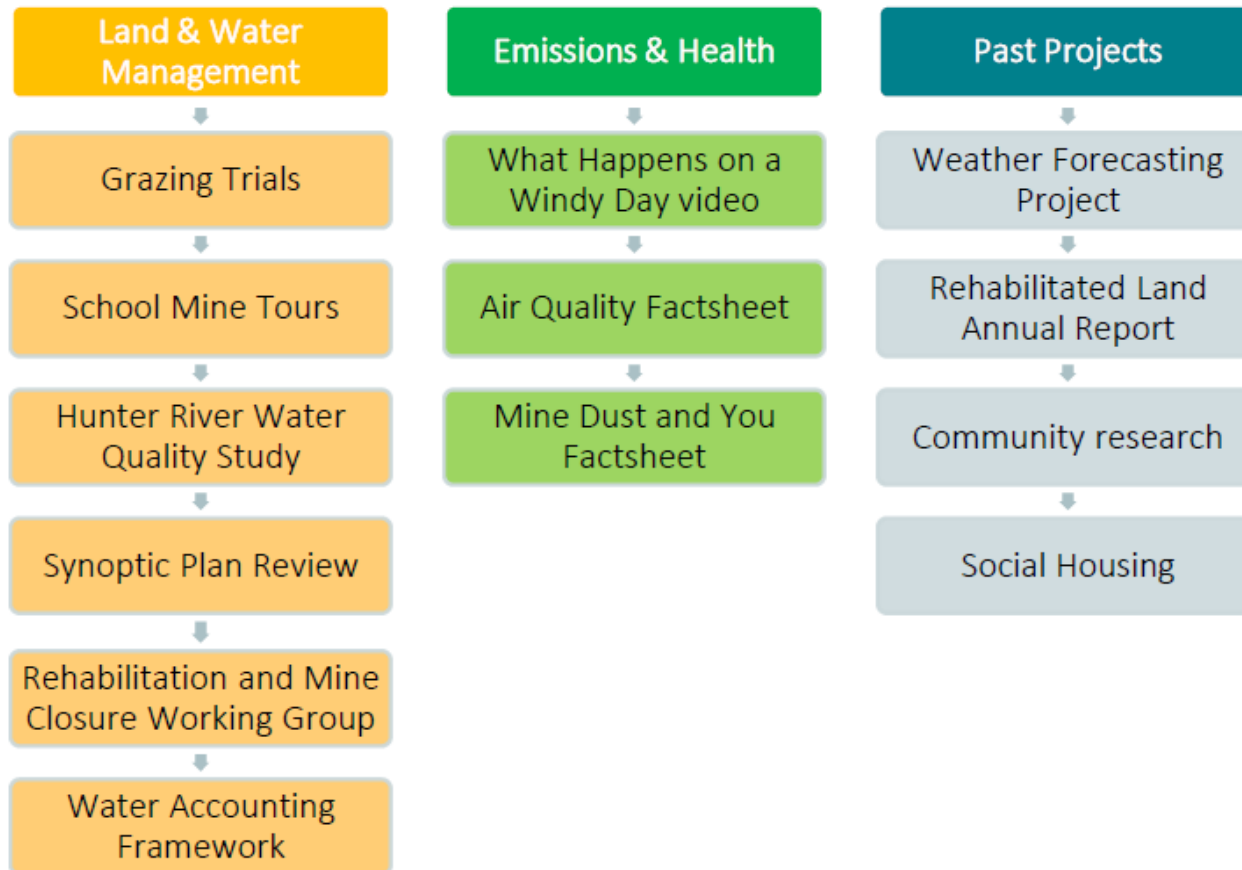 Land & Water
Management
Grazing Trials
School Mine Tours
Hunter River Water
Quality Study
Synoptic Plan Review
Rehabilitation and Mine
Closure Working Group
Water Accounting
Framework
Emissions & Health
What Happens on a
Windy Day video
Air Quality Factsheet
Mine Dust and You
Factsheet
Past Projects
Weather Forecasting
Project
Rehabilitated Land
Annual Report
Community research
Social Housing